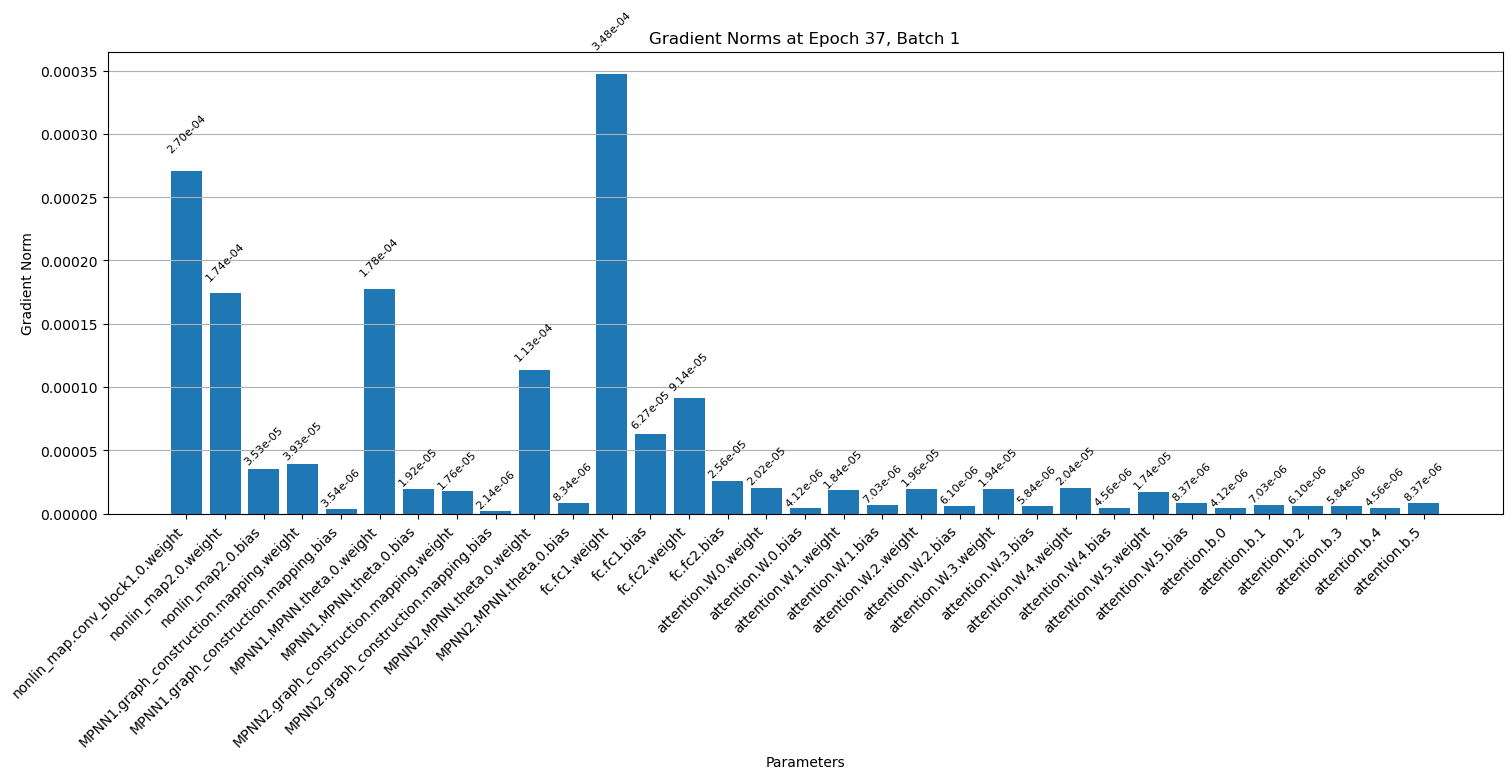 Gradient Norms at Epoch 37, Batch 1
Gradient Norm
0.00035
0.00030
0.00025
0.00020
0.00015
0.00010
0.00005
0.00000
2.70e-04
1.74e-04
3.53e-05
3.93e-05
3.54e-06
1.78e-04
1.92e-05
1.76e-05
2.14e-06
1.13e-04
8.34e-06
3.48e-04
6.27e-05
9.14e-05
2.56e-05
2.02e-05
4.12e-06
1.84e-05
7.03e-06
1.96e-05
6.10e-06
1.94e-05
5.84e-06
2.04e-05
4.56e-06
1.74e-05
8.37e-06
4.12e-06
7.03e-06
6.10e-06
5.84e-06
4.56e-06
8.37e-06
nonlin_map.conv_block1.0.weight
nonlin_map2.0.weight
nonlin_map2.0.bias
MPNN1.graph_construction.mapping.weight
MPNN1.graph_construction.mapping.bias
MPNN1.MPNN.theta.0.weight
MPNN1.MPNN.theta.0.bias
MPNN2.graph_construction.mapping.weight
MPNN2.graph_construction.mapping.bias
MPNN2.MPNN.theta.0.weight
MPNN2.MPNN.theta.0.bias
fc.fc1.weight
fc.fc1.bias
fc.fc2.weight
fc.fc2.bias
attention.W.0.weight
attention.W.0.bias
attention.W.1.weight
attention.W.1.bias
attention.W.2.weight
attention.W.2.bias
attention.W.3.weight
attention.W.3.bias
attention.W.4.weight
attention.W.4.bias
attention.W.5.weight
attention.W.5.bias
attention.b.0
attention.b.1
attention.b.2
attention.b.3
attention.b.4
attention.b.5
Parameters